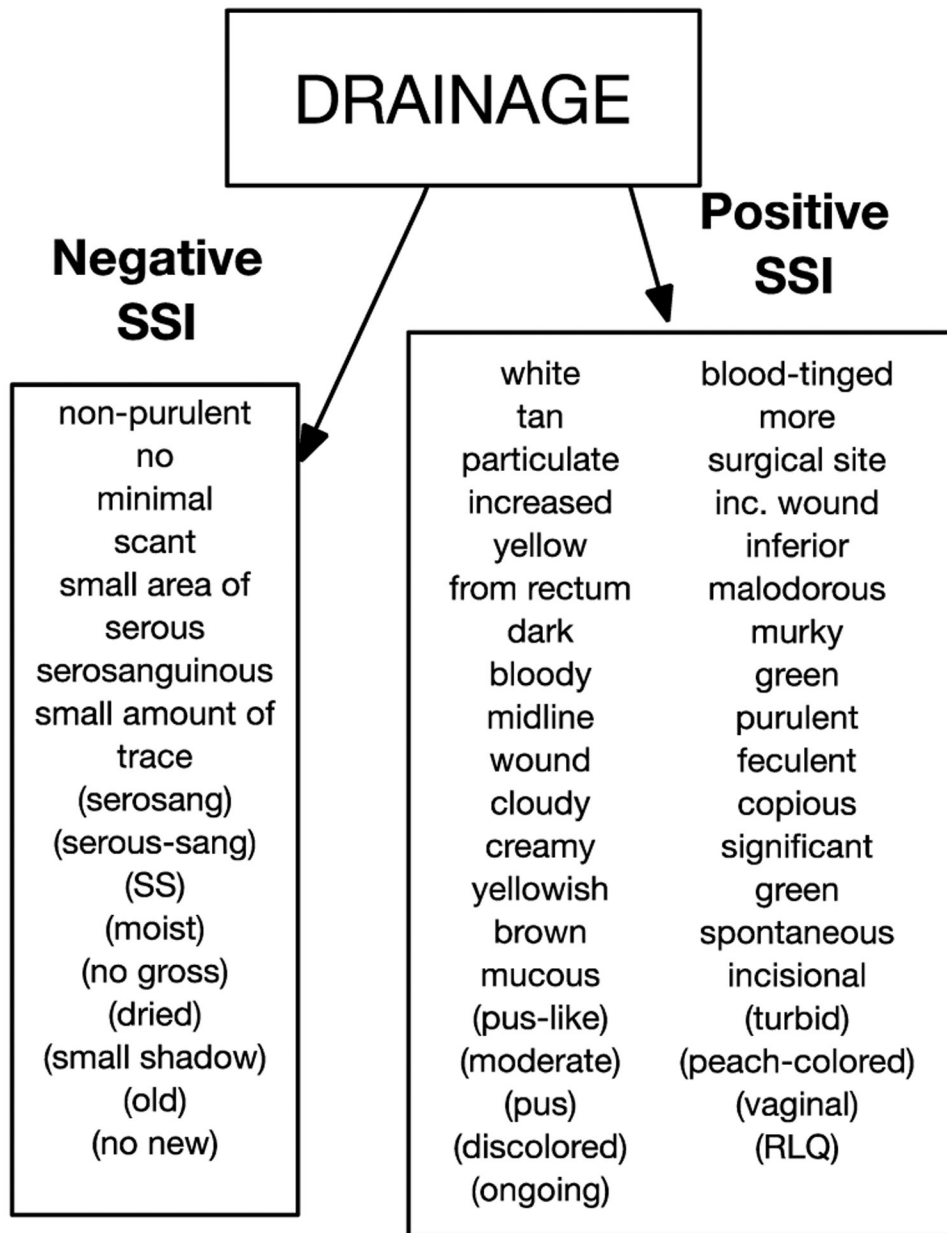 DRAINAGE
Negative
SSI
Positive
SSI
non-purulent
no
minimal
scant
small area of
serous
serosanguinous
small amount of
trace
(serosang)
(serous-sang)
(SS)
(moist)
(no gross)
(dried)
(small shadow)
(old)
(no new)
white
tan
particulate
increased
yellow
from rectum
dark
bloody
midline
wound
cloudy
creamy
yellowish
brown
mucous
(pus-like)
(moderate)
(pus)
(discolored)
(ongoing)
blood-tinged
more
surgical site
inc. wound
inferior
malodorous
murky
green
purulent
feculent
copious
significant
green
spontaneous
incisional
(turbid)
(peach-colored)
(vaginal)
(RLQ)